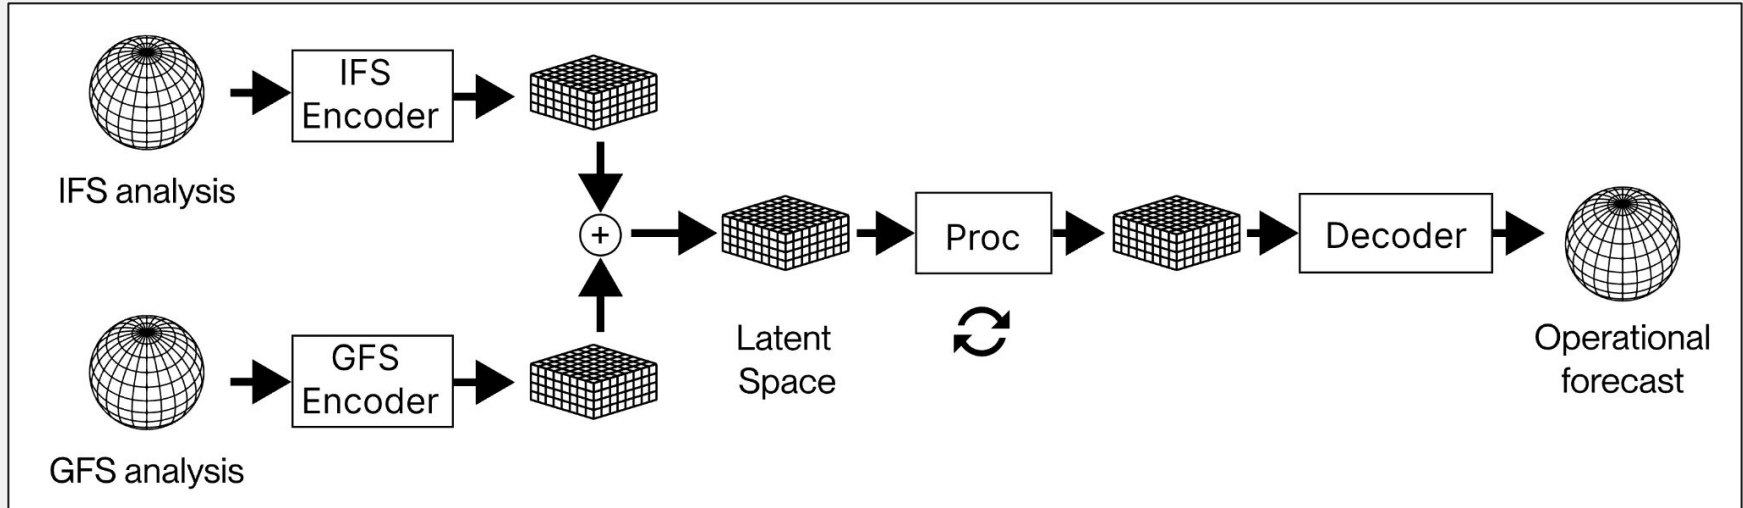 IFS
Encoder
IFS analysis
+
GFS
Encoder
GFS analysis
Latent
Space
Proc
Decoder
Operational
forecast